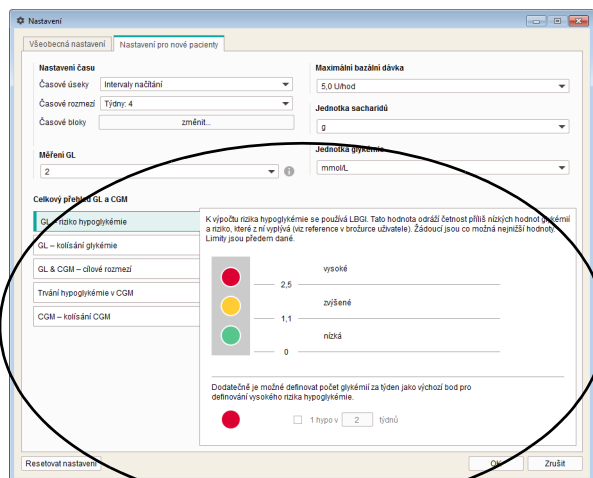 Nastavení
Všeobecná nastavení
Nastavení pro nové pacienty
Nastavení času
Časové úseky
Intervaly načítání
Časové rozmezí
Týdny: 4
Časové bloky
změnit...
Měření GL
2
Maximální bazální dávka
5,0 U/hod
Jednotka sacharidů
g
Jednotka glykémie
mmol/L
Celkový přehled GL a CGM
GL – riziko hypoglykémie
GL – kolísání glykémie
GL & CGM – cílové rozmezí
Trvání hypoglykémie v CGM
CGM – kolísání CGM
K výpočtu rizika hypoglykémie se používá LBGI. Tato hodnota odráží četnost příliš nízkých hodnot glykémií
a riziko, které z ní vyplývá (viz reference v brožurce uživatele). Žádoucí jsou co možná nejnižší hodnoty.
Limity jsou předem dané.
vysoké
2,5
zvýšené
1,1
nízká
0
Dodatečně je možné definovat počet glykémií za týden jako výchozí bod pro
definování vysokého rizika hypoglykémie.
1 hypo v 2 týdnů
Resetovat nastavení
OK
Zrušit